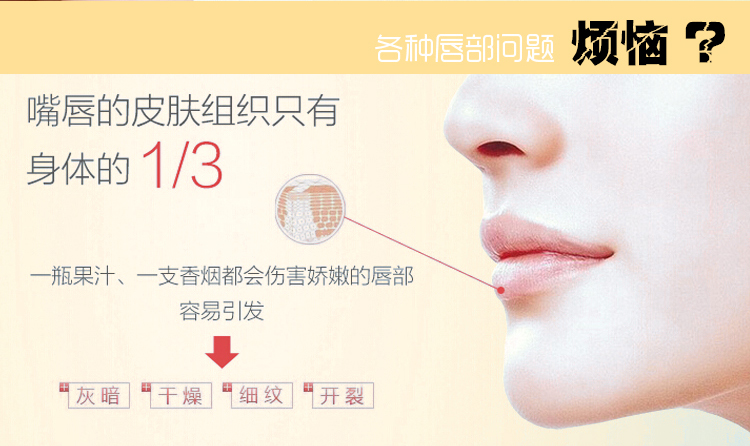 各种唇部问题 烦恼?
嘴唇的皮肤组织只有
身体的 1/3
一瓶果汁、一支香烟都会伤害娇嫩的唇部
容易引发
灰暗 干燥 细纹 开裂